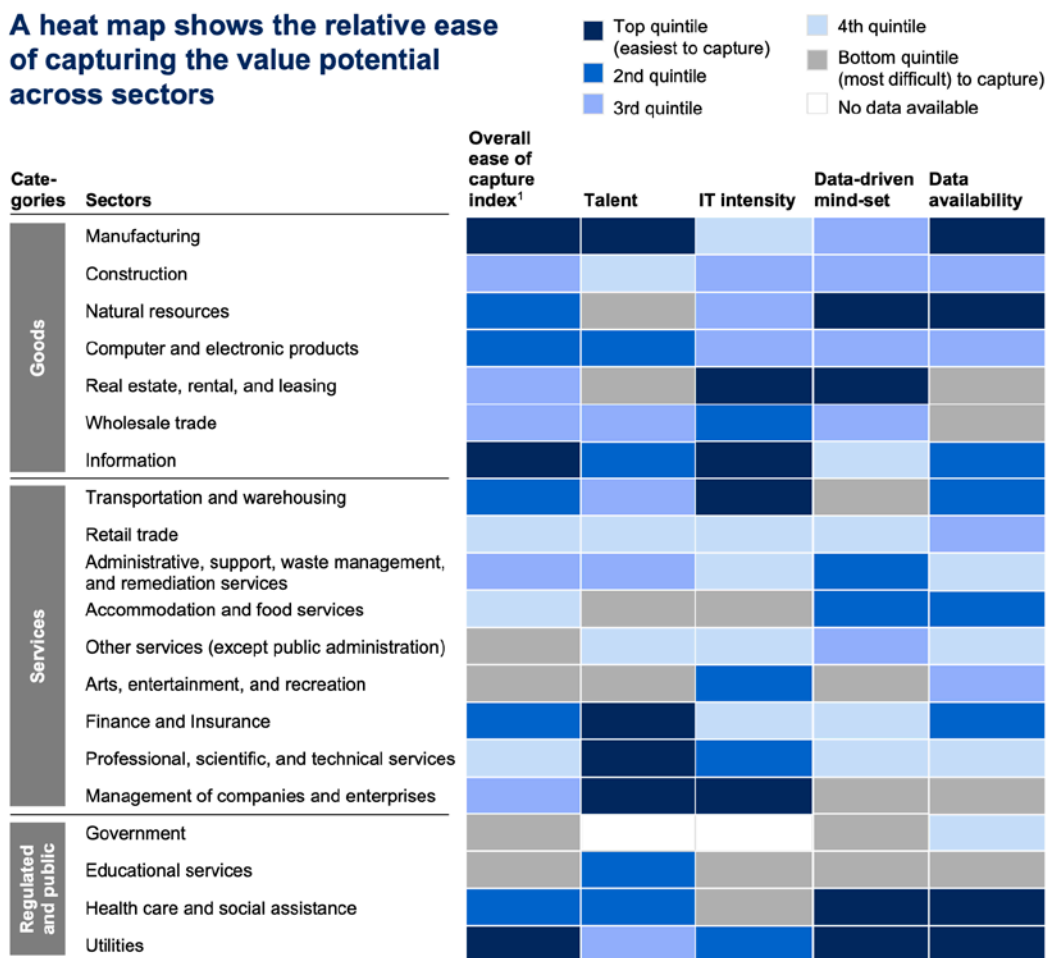 A heat map shows the relative ease
of capturing the value potential
across sectors
Top quintile
(easiest to capture)
2nd quintile
3rd quintile
4th quintile
Bottom quintile
(most difficult) to capture)
No data available
Cate-
gories
Sectors
Overall
ease of
capture
index1
Talent
IT intensity
Data-driven
mind-set
Data
availability
Goods
Manufacturing
Construction
Natural resources
Computer and electronic products
Real estate, rental, and leasing
Wholesale trade
Information
Services
Transportation and warehousing
Retail trade
Administrative, support, waste management,
and remediation services
Accommodation and food services
Other services (except public administration)
Arts, entertainment, and recreation
Finance and Insurance
Professional, scientific, and technical services
Management of companies and enterprises
Regulated
and public
Government
Educational services
Health care and social assistance
Utilities